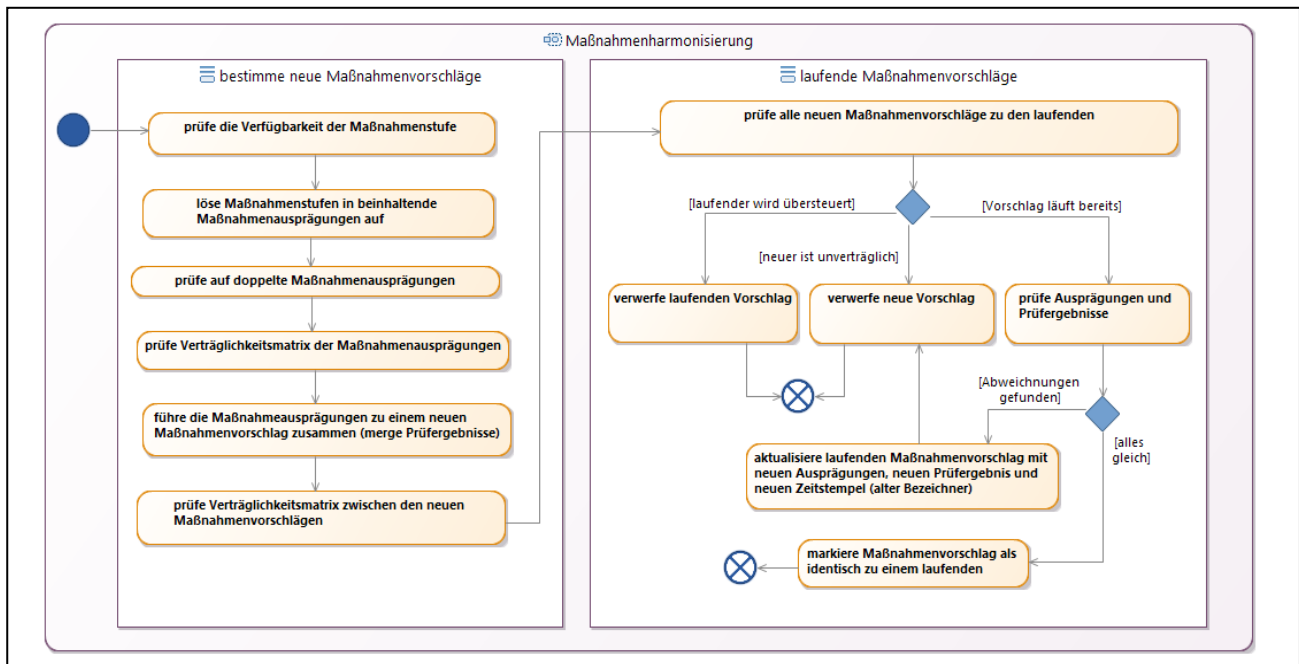 Maßnahmenharmonisierung
bestimme neue Maßnahmenvorschläge
prüfe die Verfügbarkeit der Maßnahmenstufe
löse Maßnahmenstufen in beinhaltende
Maßnahmenausprägungen auf
prüfe auf doppelte Maßnahmenausprägungen
prüfe Verträglichkeitsmatrix der Maßnahmenausprägungen
führe die Maßnahmeausprägungen zu einem neuen
Maßnahmenvorschlag zusammen (merge Prüfergebnisse)
prüfe Verträglichkeitsmatrix zwischen den neuen
Maßnahmenvorschlägen
laufende Maßnahmenvorschläge
prüfe alle neuen Maßnahmenvorschläge zu den laufenden
[laufender wird übersteuert]
[Vorschlag läuft bereits]
[neuer ist unverträglich]
verwerfe laufenden Vorschlag
verwerfe neue Vorschlag
prüfe Ausprägungen und
Prüfergebnisse
[Abweichnungen
gefunden]
[alles
gleich]
aktualisiere laufenden Maßnahmenvorschlag mit
neuen Ausprägungen, neuen Prüfergebnis und
neuen Zeitstempel (alter Bezeichner)
markiere Maßnahmenvorschlag als
identisch zu einem laufenden